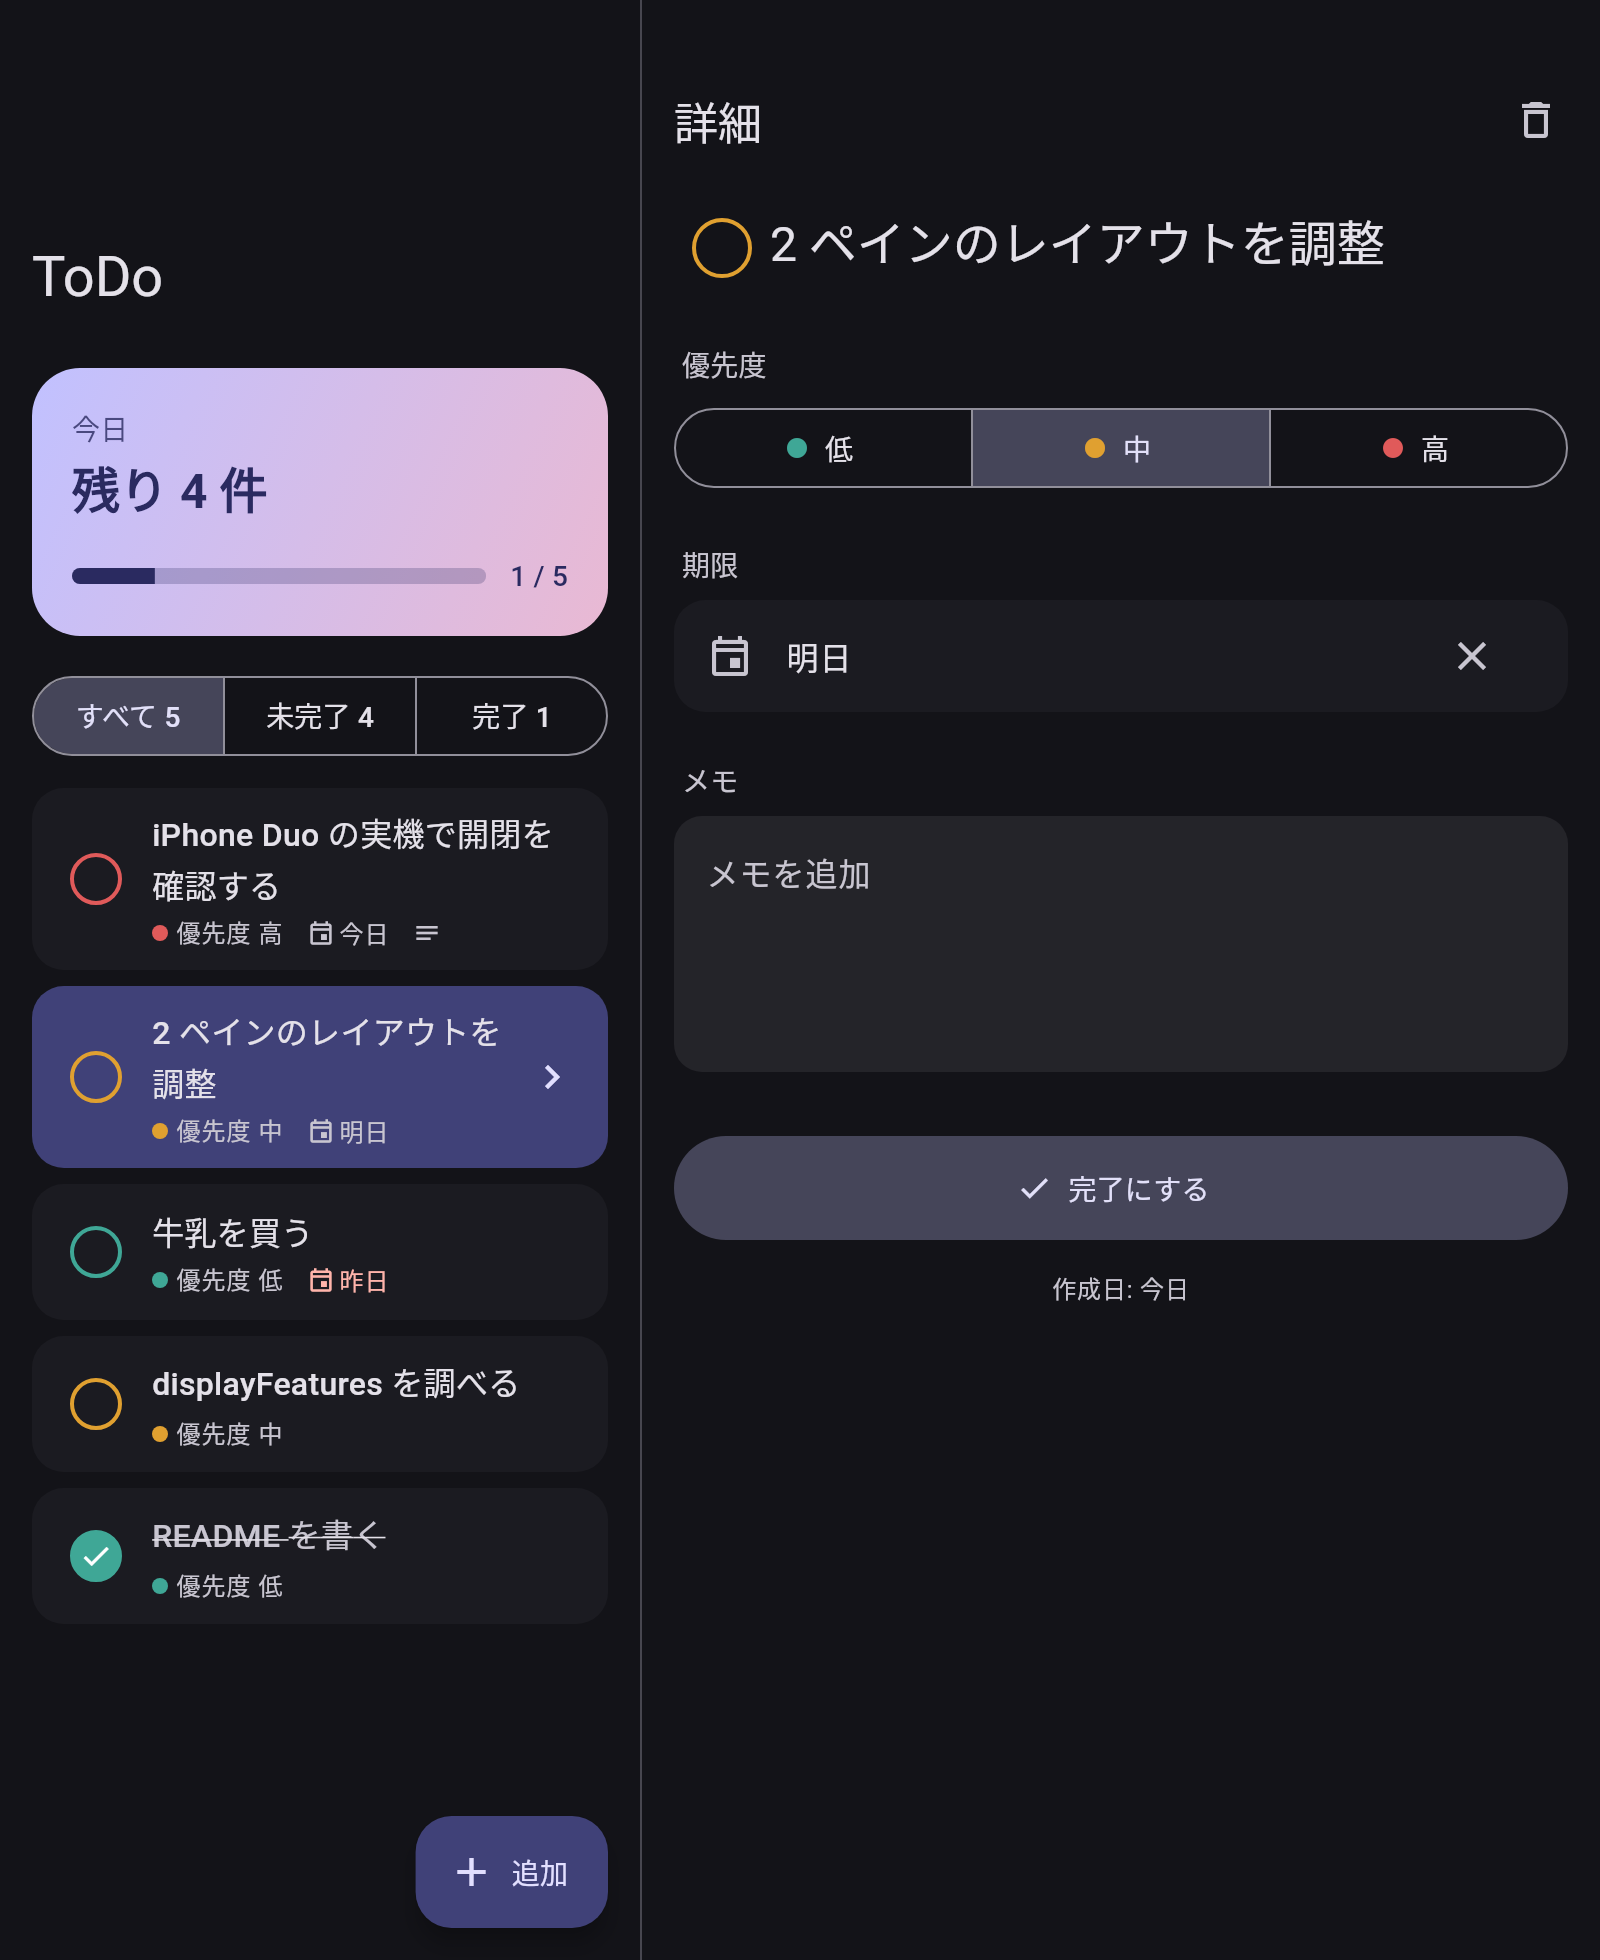 ToDo
今日
残り 4 件
1 / 5
すべて 5
未完了 4
完了 1
iPhone Duo の実機で開閉を
確認する
優先度 高
今日
2 ペインのレイアウトを
調整
優先度 中
明日
牛乳を買う
優先度 低
昨日
displayFeatures を調べる
優先度 中
README を書く
優先度 低
追加
詳細
2 ペインのレイアウトを調整
優先度
低
中
高
期限
明日
メモ
メモを追加
完了にする
作成日: 今日